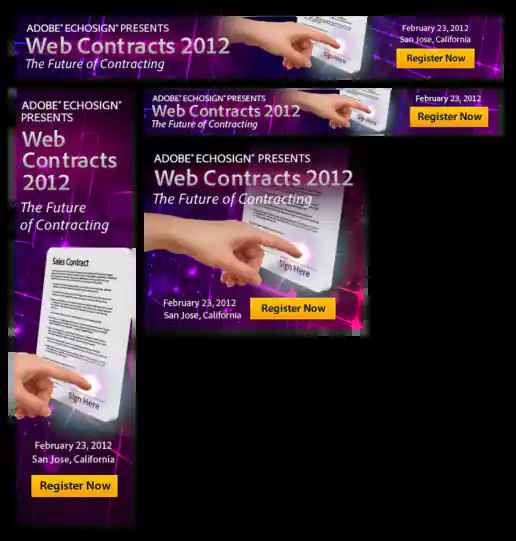 ADOBE® ECHOSIGN® PRESENTS
Web Contracts 2012
The Future of Contracting
Sign Here
February 23, 2012
San Jose, California
Register Now
ADOBE® ECHOSIGN®
PRESENTS
Web
Contracts
2012
The Future
of Contracting
Sales Contract
Sign Here
February 23, 2012
San Jose, California
Register Now
ADOBE® ECHOSIGN® PRESENTS
Web Contracts 2012
The Future of Contracting
February 23, 2012
Register Now
ADOBE® ECHOSIGN® PRESENTS
Web Contracts 2012
The Future of Contracting
Sign Here
February 23, 2012
San Jose, California
Register Now